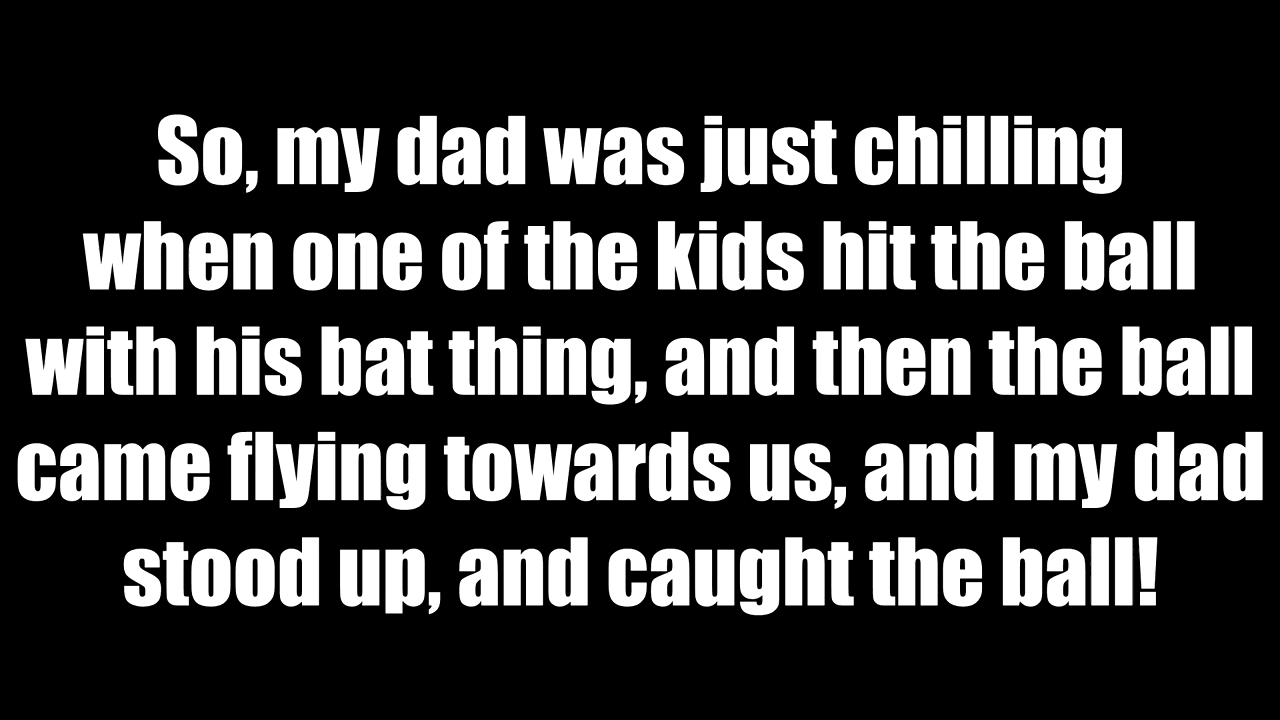 So, my dad was just chilling
when one of the kids hit the ball
with his bat thing, and then the ball
came flying towards us, and my dad
stood up, and caught the ball!